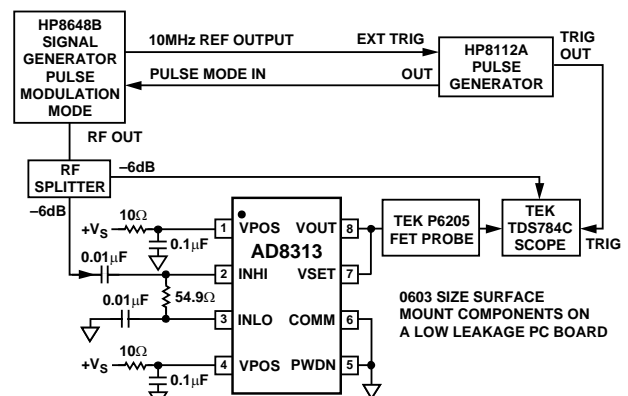 HP8648B
SIGNAL
GENERATOR
PULSE
MODULATION
MODE
10MHz REF OUTPUT
EXT TRIG
PULSE MODE IN
OUT
HP8112A
PULSE
GENERATOR
TRIG
OUT
RF OUT
RF
SPLITTER
–6dB
–6dB
+VS
10Ω
0.1μF
0.01μF
54.9Ω
0.01μF
+VS
10Ω
0.1μF
1 VPOS
2 INHI
3 INLO
4 VPOS
AD8313
VOUT 8
VSET 7
COMM 6
PWDN 5
TEK P6205
FET PROBE
TEK
TDS784C
SCOPE
TRIG
0603 SIZE SURFACE
MOUNT COMPONENTS ON
A LOW LEAKAGE PC BOARD